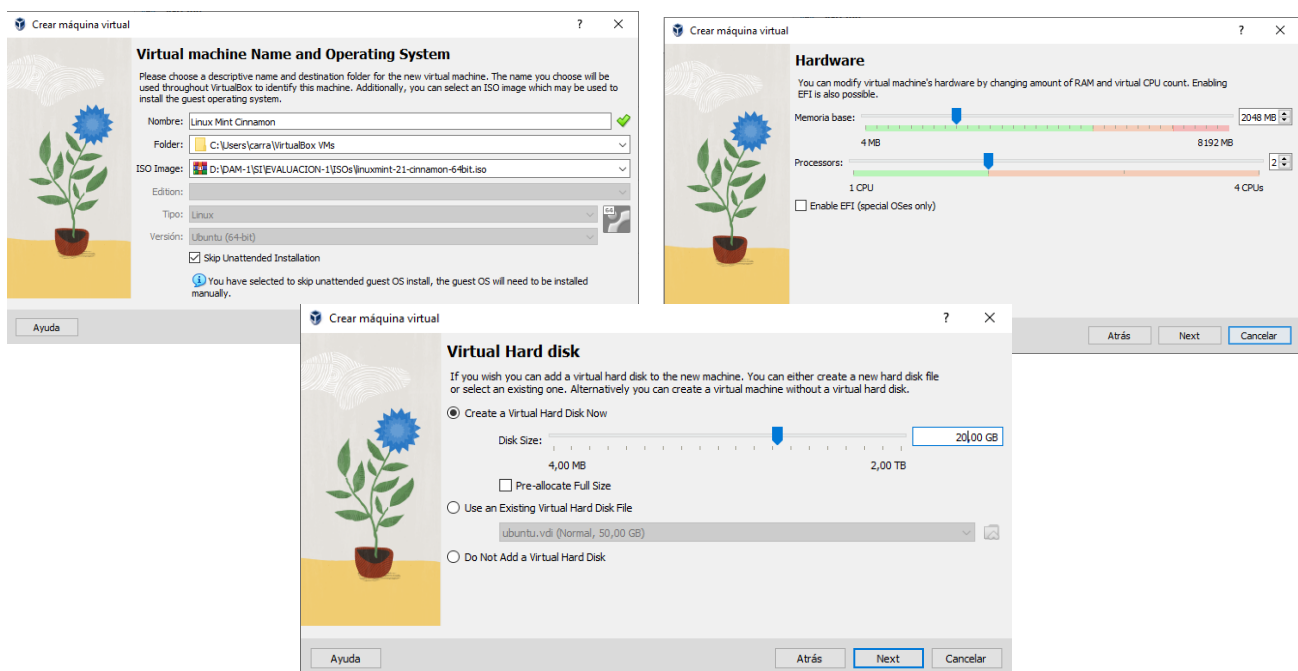 Crear máquina virtual
Virtual machine Name and Operating System
Please choose a descriptive name and destination folder for the new virtual machine. The name you choose will be
used throughout VirtualBox to identify this machine. Additionally, you can select an ISO image which may be used to
install the guest operating system.
Nombre: Linux Mint Cinnamon
Folder: C:\Users\carra\VirtualBox VMs
ISO Image: D:\DAM-1\SI\EVALUACION-1\ISOs\linuxmint-21-cinnamon-64bit.iso
Edition:
Tipo: Linux
64
Versión: Ubuntu (64-bit)
Skip Unattended Installation
You have selected to skip unattended guest OS install, the guest OS will need to be installed
manually.
Ayuda
Crear máquina virtual
Hardware
You can modify virtual machine's hardware by changing amount of RAM and virtual CPU count. Enabling
EFI is also possible.
Memoria base: 2048 MB
4 MB 8192 MB
Processors: 2
1 CPU 4 CPUs
Enable EFI (special OSes only)
Atrás Next Cancelar
Crear máquina virtual
Virtual Hard disk
If you wish you can add a virtual hard disk to the new machine. You can either create a new hard disk file
or select an existing one. Alternatively you can create a virtual machine without a virtual hard disk.
Create a Virtual Hard Disk Now
Disk Size: 20,00 GB
4,00 MB 2,00 TB
Pre-allocate Full Size
Use an Existing Virtual Hard Disk File
ubuntu.vdi (Normal, 50,00 GB)
Do Not Add a Virtual Hard Disk
Ayuda Atrás Next Cancelar